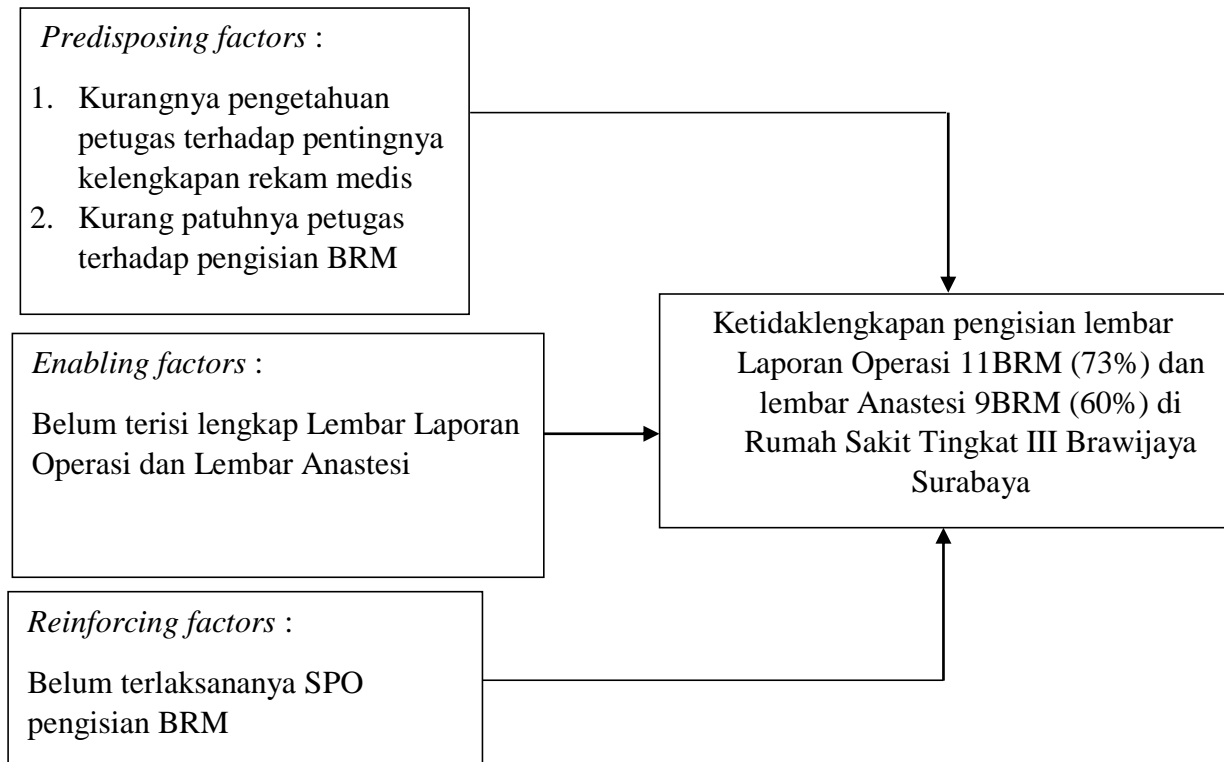 Predisposing factors :
1. Kurangnya pengetahuan
petugas terhadap pentingnya
kelengkapan rekam medis
2. Kurang patuhnya petugas
terhadap pengisian BRM
Enabling factors :
Belum terisi lengkap Lembar Laporan
Operasi dan Lembar Anastesi
Reinforcing factors :
Belum terlaksananya SPO
pengisian BRM
Ketidaklengkapan pengisian lembar
Laporan Operasi 11BRM (73%) dan
lembar Anastesi 9BRM (60%) di
Rumah Sakit Tingkat III Brawijaya
Surabaya